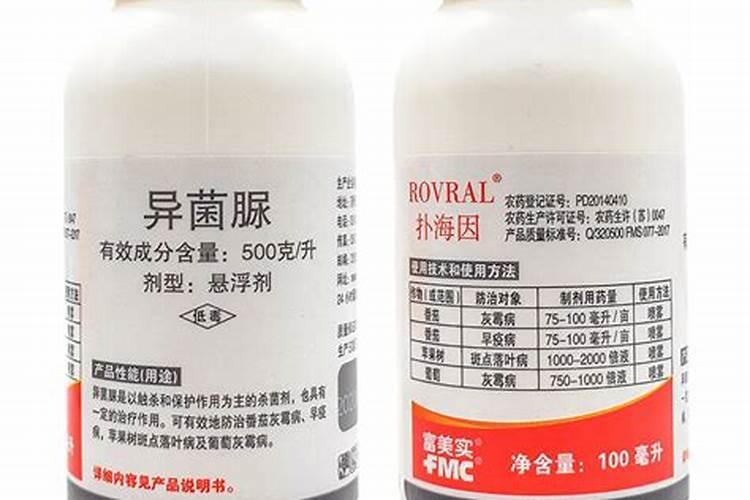 异菌脲
有效成分含量：500克/升
剂型：悬浮剂
低毒
产品性能(用途)
异菌脲是以触杀和保护作用为主的杀菌剂，也具有
一定的治疗作用。可有效地防治番茄灰霉病、早疫
病，苹果树斑点落叶病及葡萄灰霉病。
详细内容见产品说明书。
ROVRAL®
扑海因
农药登记证号：PD20140410
农药生产许可证号：农药生许（苏）0047
产品质量标准号：Q/320500 FMS 077-2017
使用技术和使用方法
作物（或范围） 防治对象 制剂用药量 使用方法
番茄 灰霉病 75-100 毫升/亩 喷雾
番茄 早疫病 75-100 毫升/亩 喷雾
苹果树 斑点落叶病 1000-2000 倍液 喷雾
葡萄 灰霉病 750-1000 倍液 喷雾
富美实®
FMC®
净含量：100 毫升